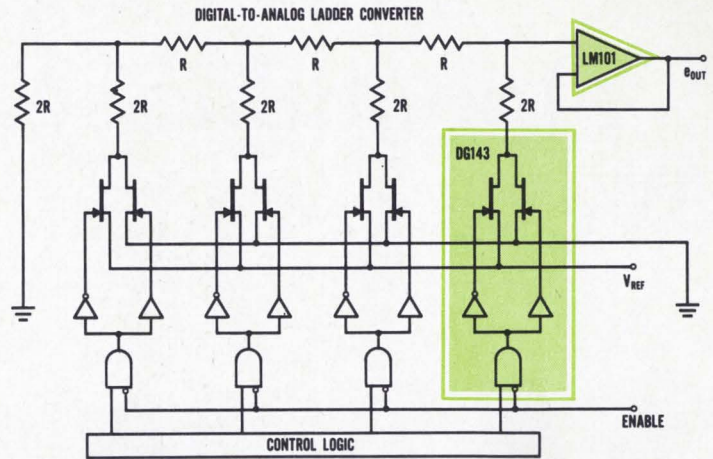 DIGITAL-TO-ANALOG LADDER CONVERTER
R
R
R
LM101
eOUT
2R
2R
2R
2R
2R
DG143
VREF
ENABLE
CONTROL LOGIC